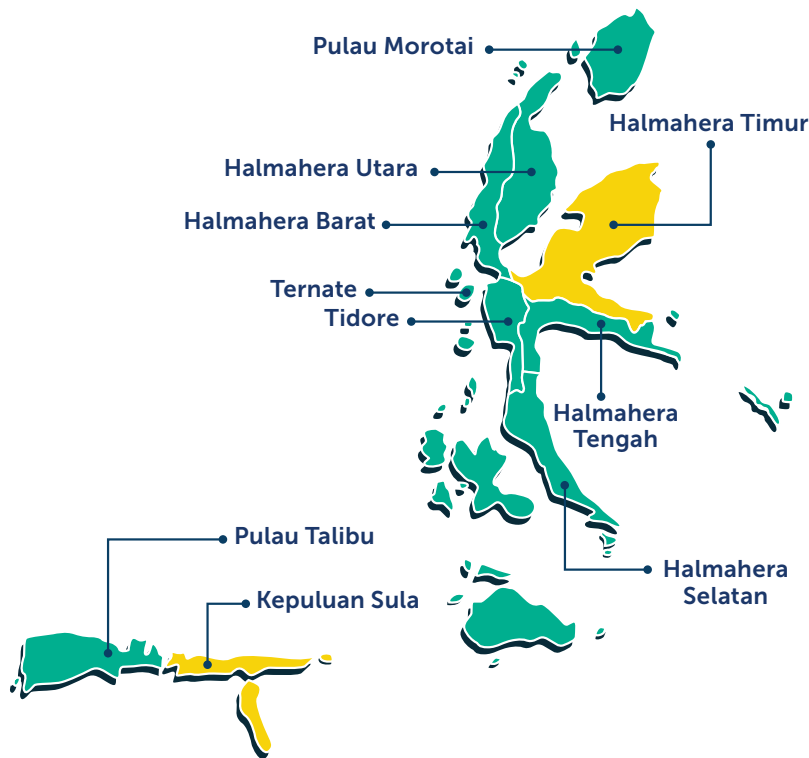 Pulau Morotai
Halmahera Timur
Halmahera Utara
Halmahera Barat
Ternate
Tidore
Halmahera
Tengah
Pulau Talibu
Halmahera
Selatan
Kepuluan Sula